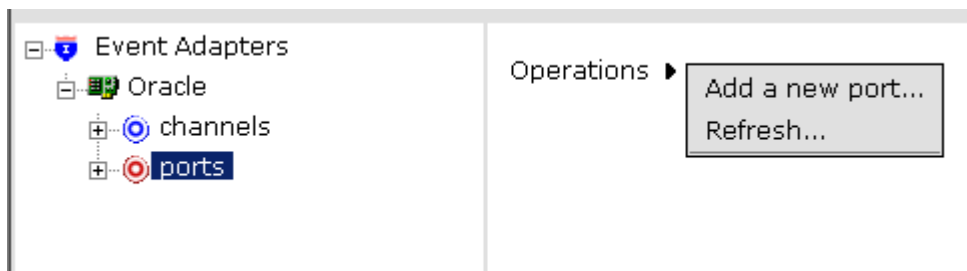 Event Adapters
Oracle
channels
ports
Operations
Add a new port...
Refresh...